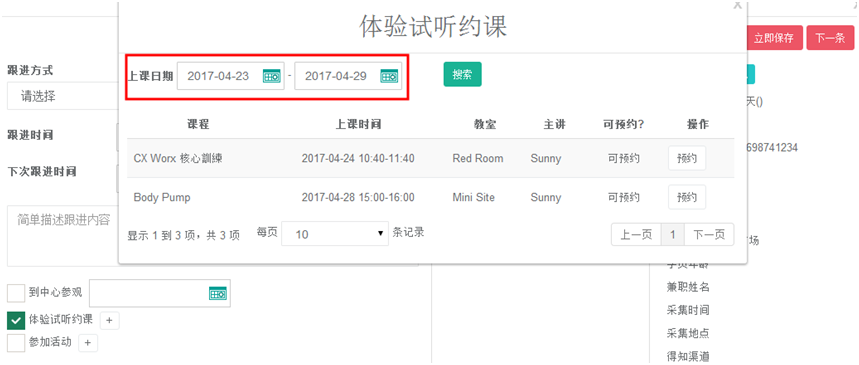 x
体验试听约课
立即保存 下一条
跟进方式
请选择
跟进时间
下次跟进时间
简单描述跟进内容
上课日期 2017-04-23 - 2017-04-29 搜索
课程 上课时间 教室 主讲 可预约? 操作
CX Worx 核心訓練 2017-04-24 10:40-11:40 Red Room Sunny 可预约 预约
Body Pump 2017-04-28 15:00-16:00 Mini Site Sunny 可预约 预约
显示 1 到 3 项，共 3 项 每页 10 条记录
上一页 1 下一页
天()
698741234
场
兼职姓名
采集时间
采集地点
得知渠道
到中心参观
体验试听约课 +
参加活动 +